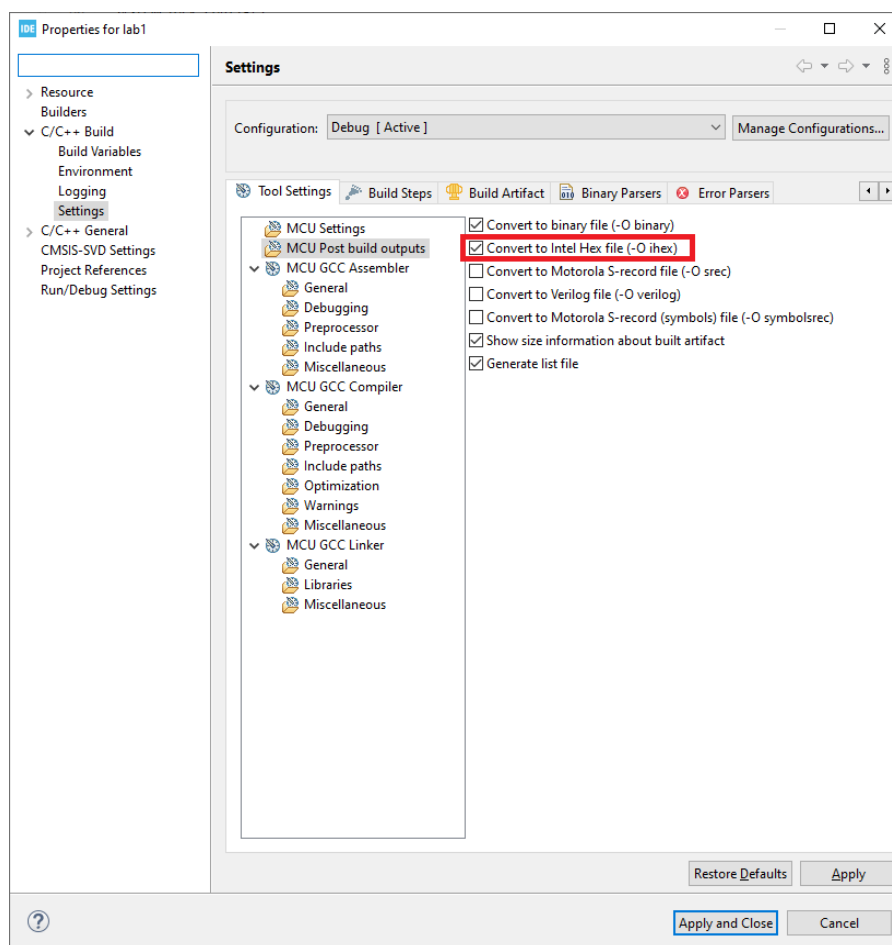 IDE Properties for lab1
Settings
Resource
Builders
C/C++ Build
Build Variables
Environment
Logging
Settings
C/C++ General
CMSIS-SVD Settings
Project References
Run/Debug Settings
Configuration: Debug [ Active ] Manage Configurations...
Tool Settings Build Steps Build Artifact Binary Parsers Error Parsers
MCU Settings
MCU Post build outputs
MCU GCC Assembler
General
Debugging
Preprocessor
Include paths
Miscellaneous
MCU GCC Compiler
General
Debugging
Preprocessor
Include paths
Optimization
Warnings
Miscellaneous
MCU GCC Linker
General
Libraries
Miscellaneous
Convert to binary file (-O binary)
Convert to Intel Hex file (-O ihex)
Convert to Motorola S-record file (-O srec)
Convert to Verilog file (-O verilog)
Convert to Motorola S-record (symbols) file (-O symbolsrec)
Show size information about built artifact
Generate list file
Restore Defaults Apply
? Apply and Close Cancel